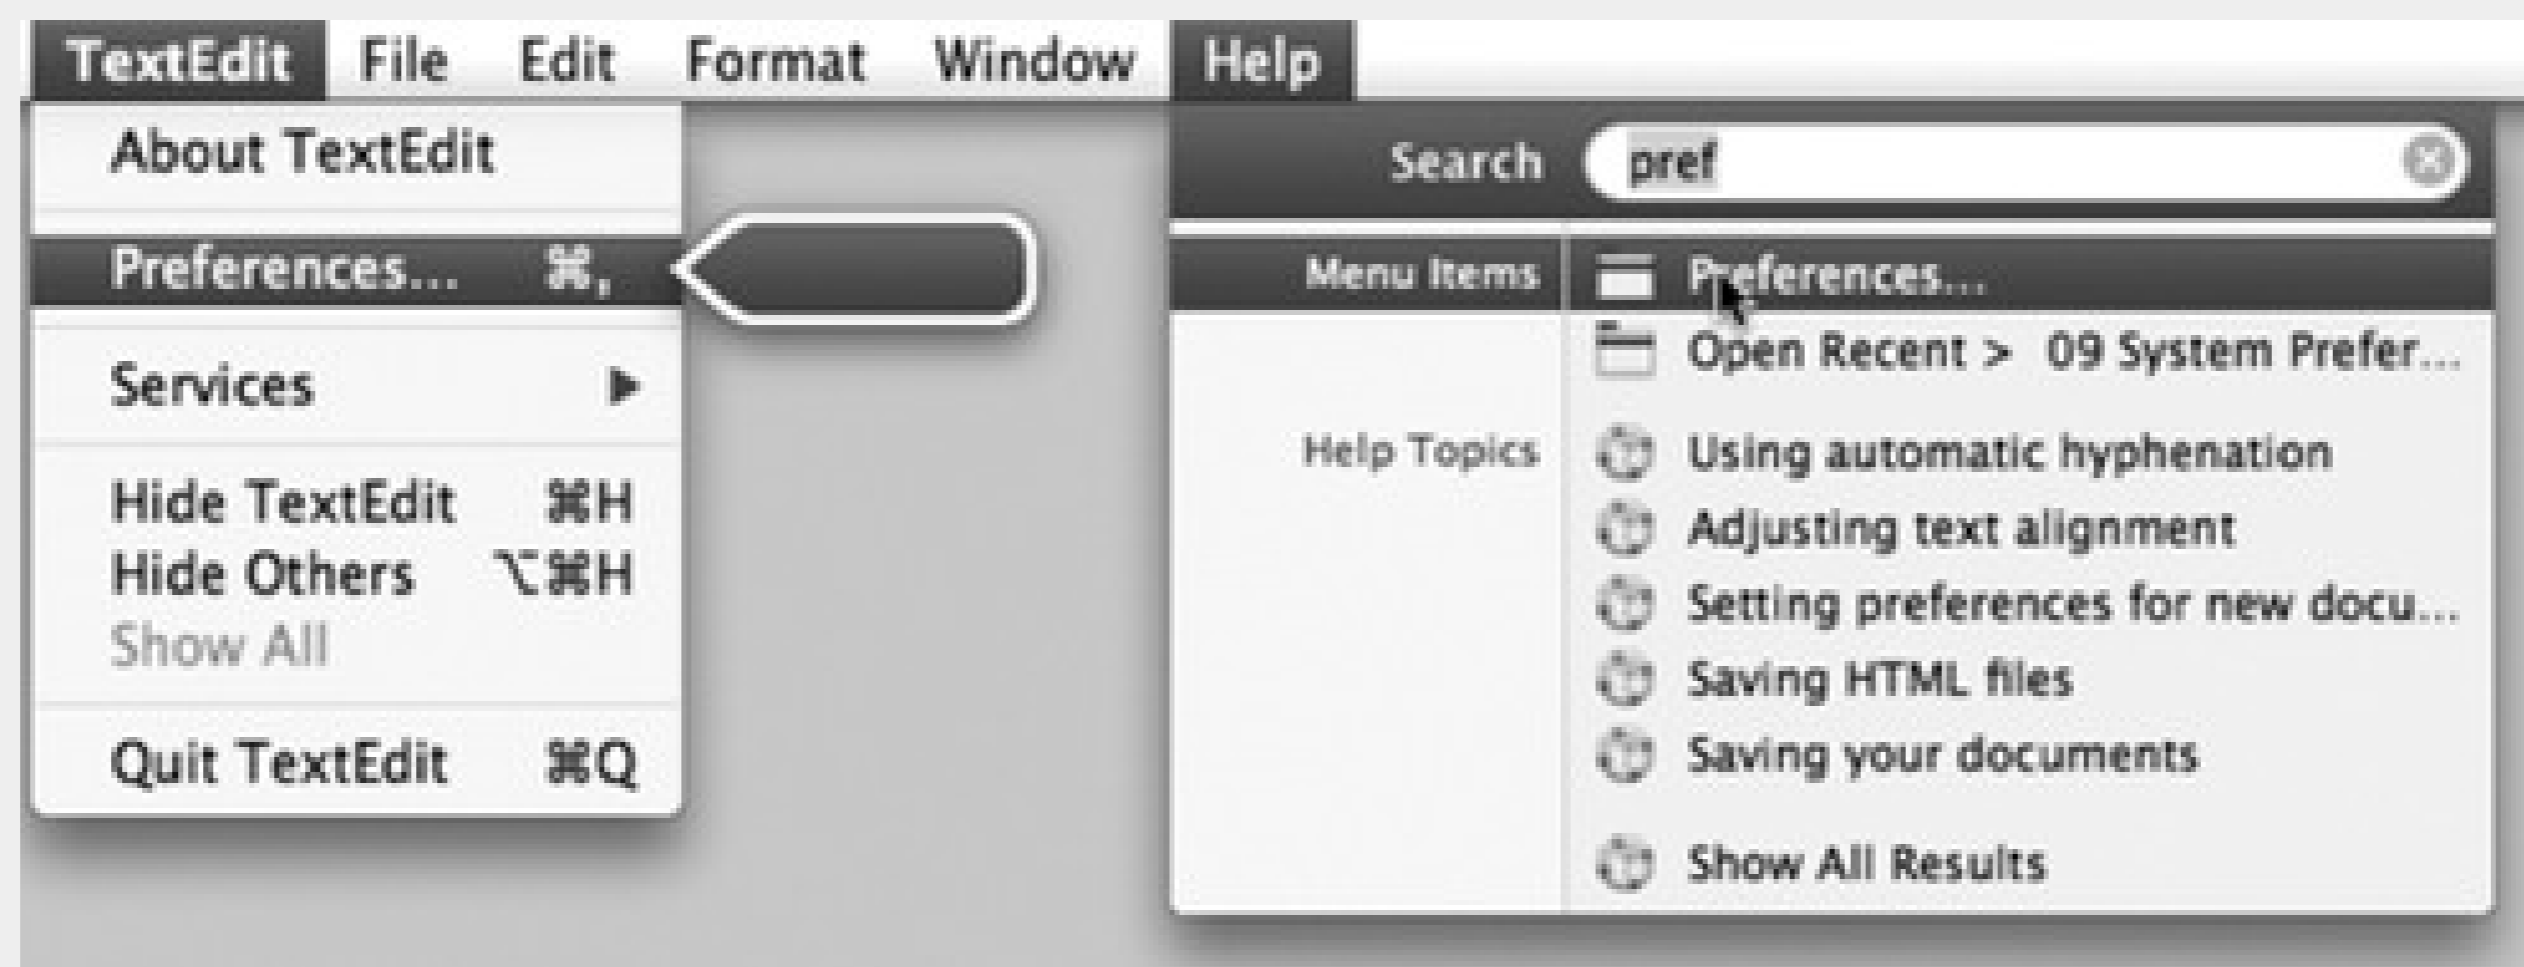 TextEdit File Edit Format Window Help
About TextEdit
Preferences... ⌘,
Services ▶
Hide TextEdit ⌘H
Hide Others ⌥⌘H
Show All
Quit TextEdit ⌘Q
Search pref
Menu Items Preferences...
Open Recent > 09 System Prefer...
Help Topics Using automatic hyphenation
Adjusting text alignment
Setting preferences for new docu...
Saving HTML files
Saving your documents
Show All Results